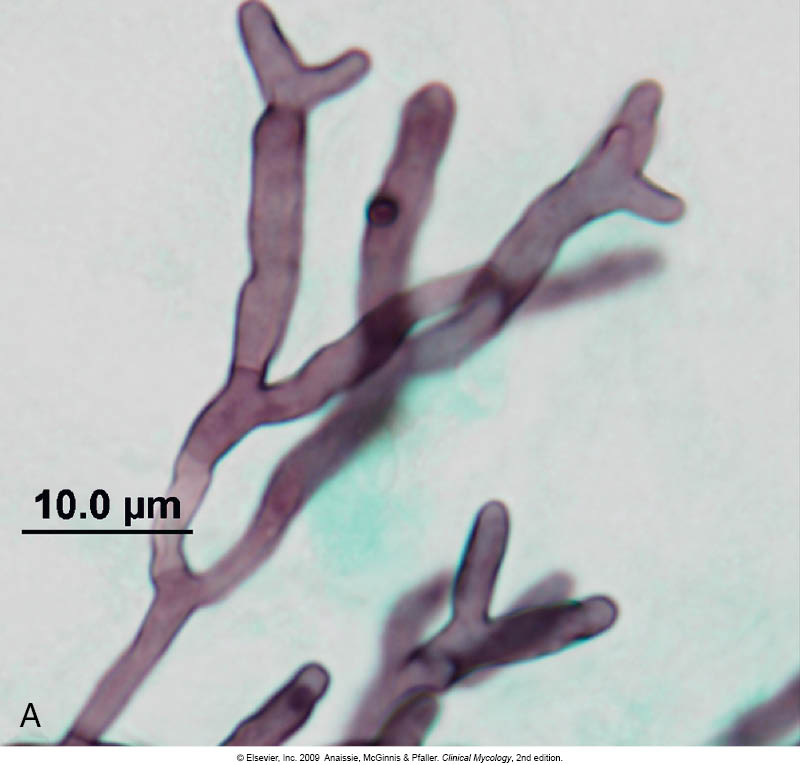 10.0 µm
A
© Elsevier, Inc. 2009 Anaissie, McGinnis & Pfaller. Clinical Mycology, 2nd edition.